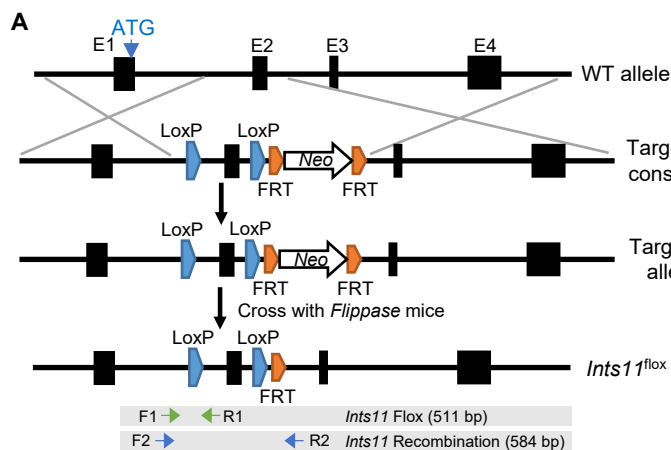 A
ATG
E1 E2 E3 E4
WT allele
LoxP LoxP
Neo
Targ
cons
FRT FRT
LoxP LoxP
Neo
Targ
alle
FRT FRT
Cross with Flippase mice
LoxP LoxP
Ints11flox
FRT
F1 R1 Ints11 Flox (511 bp)
F2 R2 Ints11 Recombination (584 bp)